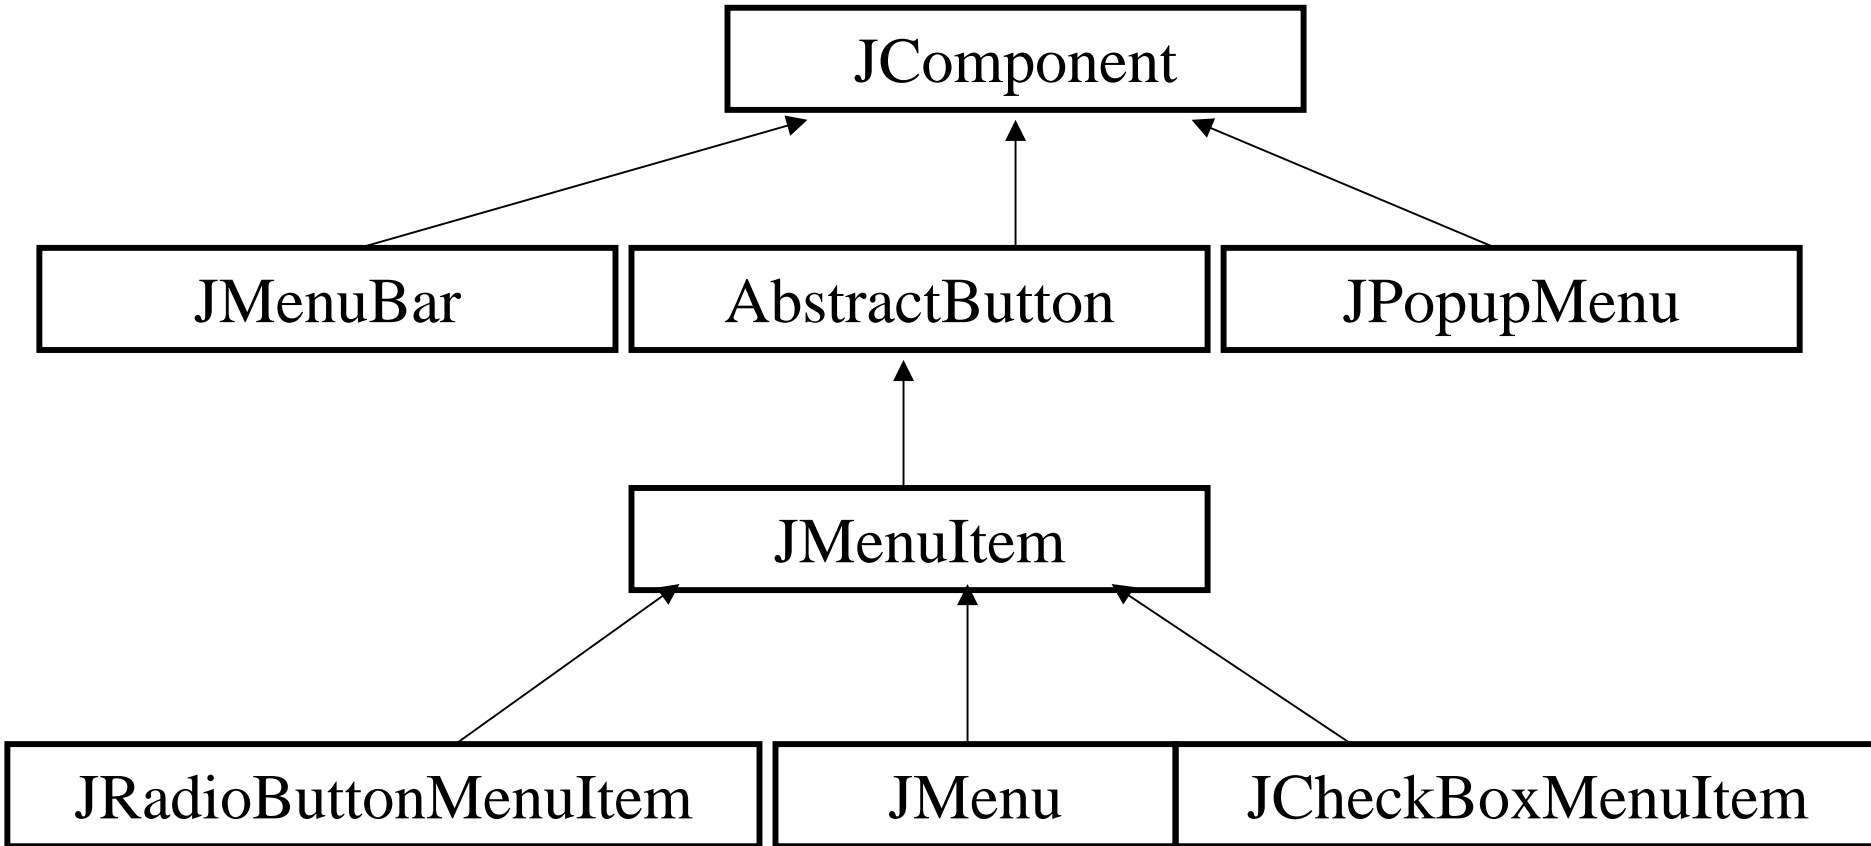 JComponent
JMenuBar
AbstractButton
JPopupMenu
JMenuItem
JRadioButtonMenuItem
JMenu
JCheckBoxMenuItem